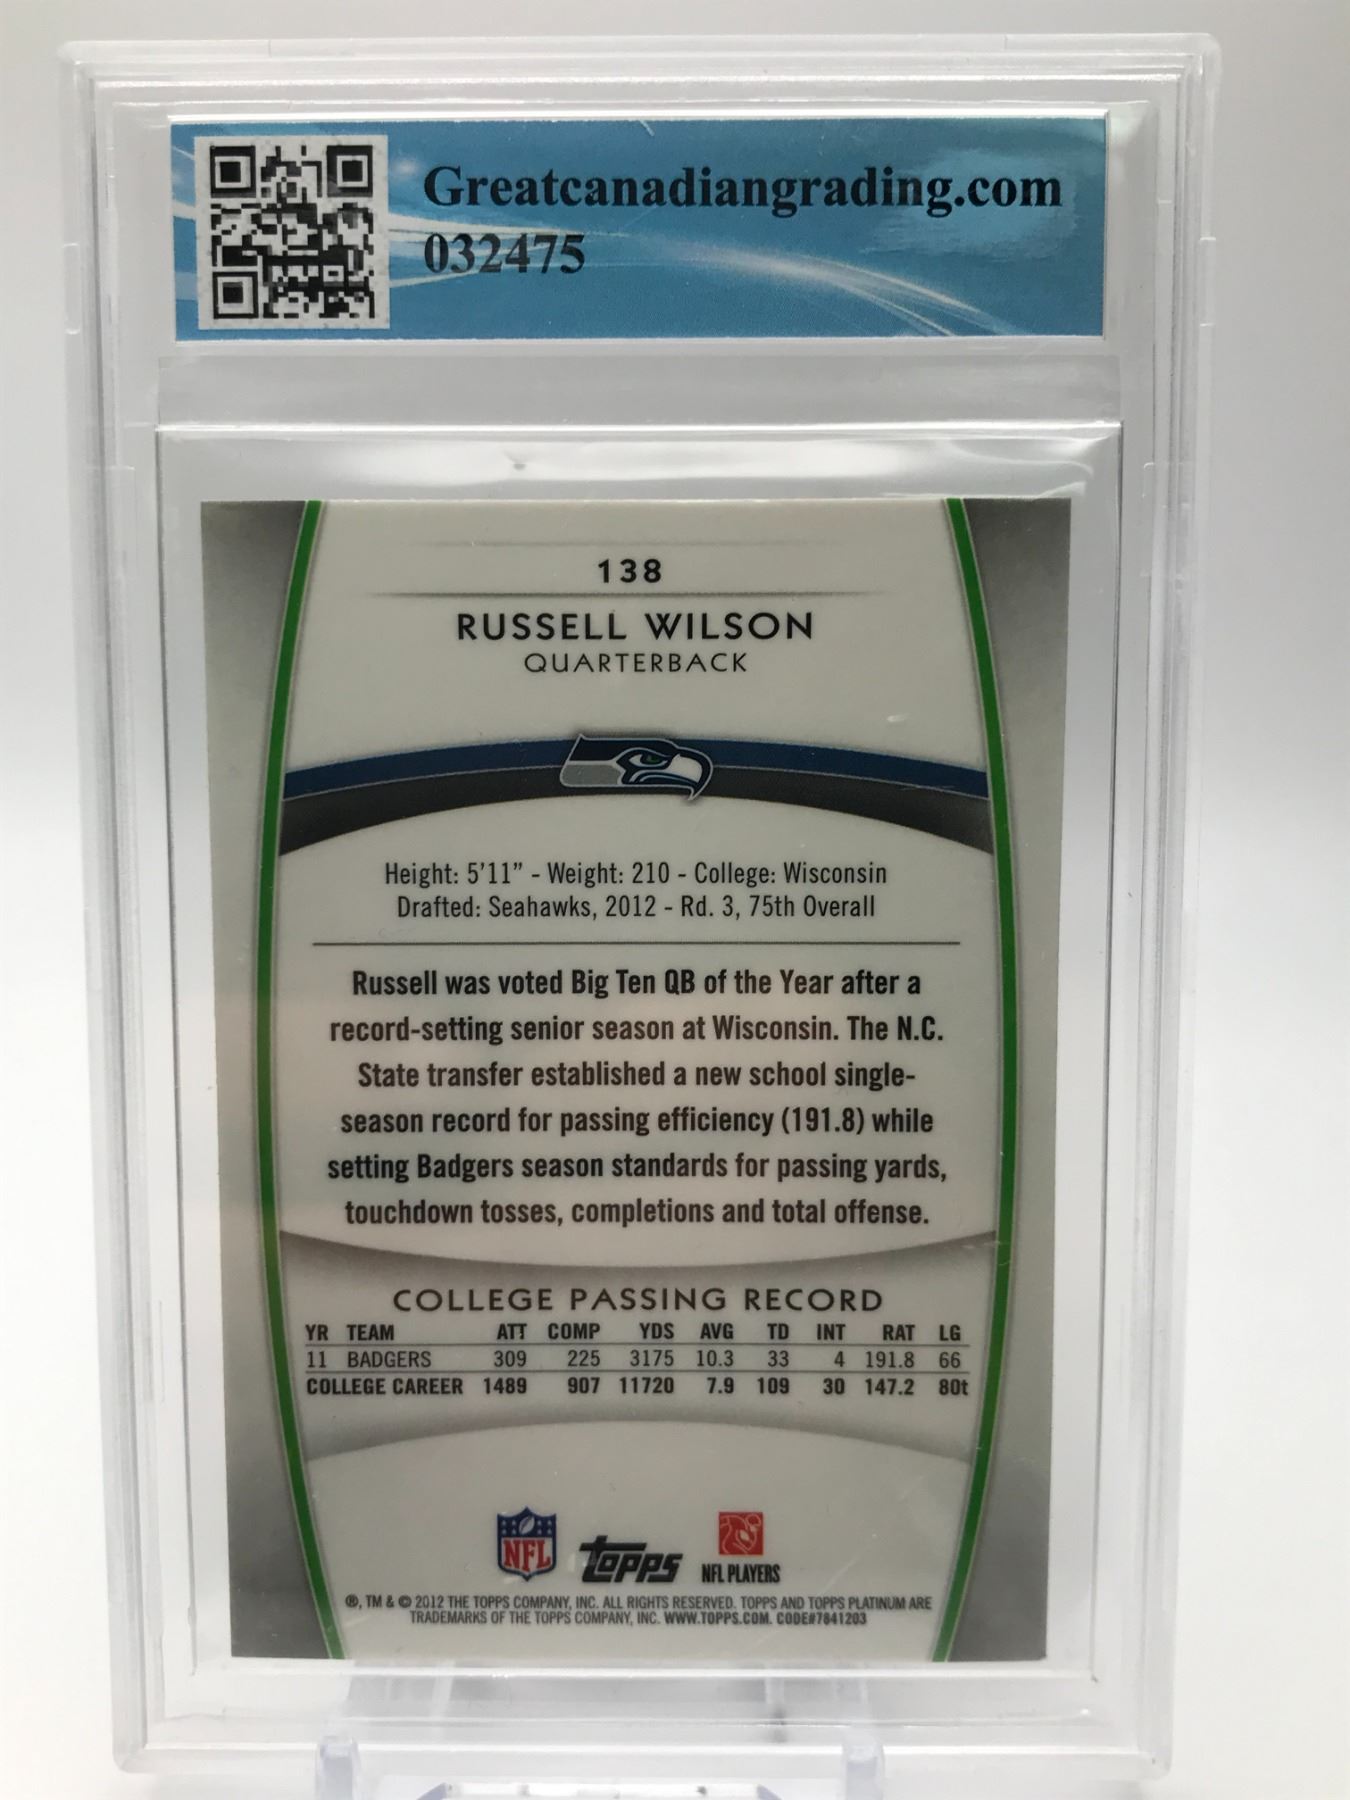 Greatcanadiangrading.com
032475
138
RUSSELL WILSON
QUARTERBACK
Height: 5'11" - Weight: 210 - College: Wisconsin
Drafted: Seahawks, 2012 - Rd. 3, 75th Overall
Russell was voted Big Ten QB of the Year after a
record-setting senior season at Wisconsin. The N.C.
State transfer established a new school single-
season record for passing efficiency (191.8) while
setting Badgers season standards for passing yards,
touchdown tosses, completions and total offense.
COLLEGE PASSING RECORD
YR TEAM ATT COMP YDS AVG TD INT RAT LG
11 BADGERS 309 225 3175 10.3 33 4 191.8 66
COLLEGE CAREER 1489 907 11720 7.9 109 30 147.2 80t
NFL topps NFL PLAYERS
®, TM & © 2012 THE TOPPS COMPANY, INC. ALL RIGHTS RESERVED. TOPPS AND TOPPS PLATINUM ARE
TRADEMARKS OF THE TOPPS COMPANY, INC. WWW.TOPPS.COM. CODE#7841203